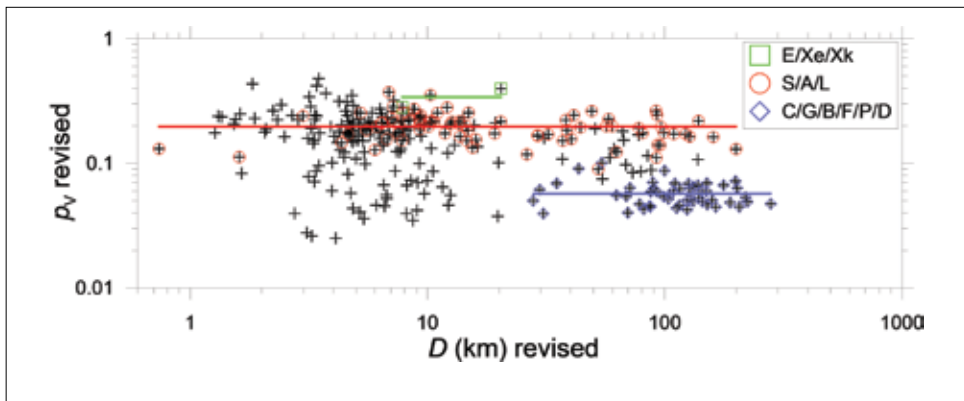 1
E/Xe/Xk
S/A/L
C/G/B/F/P/D
pV revised
0.1
0.01
1 10 100 1000
D (km) revised